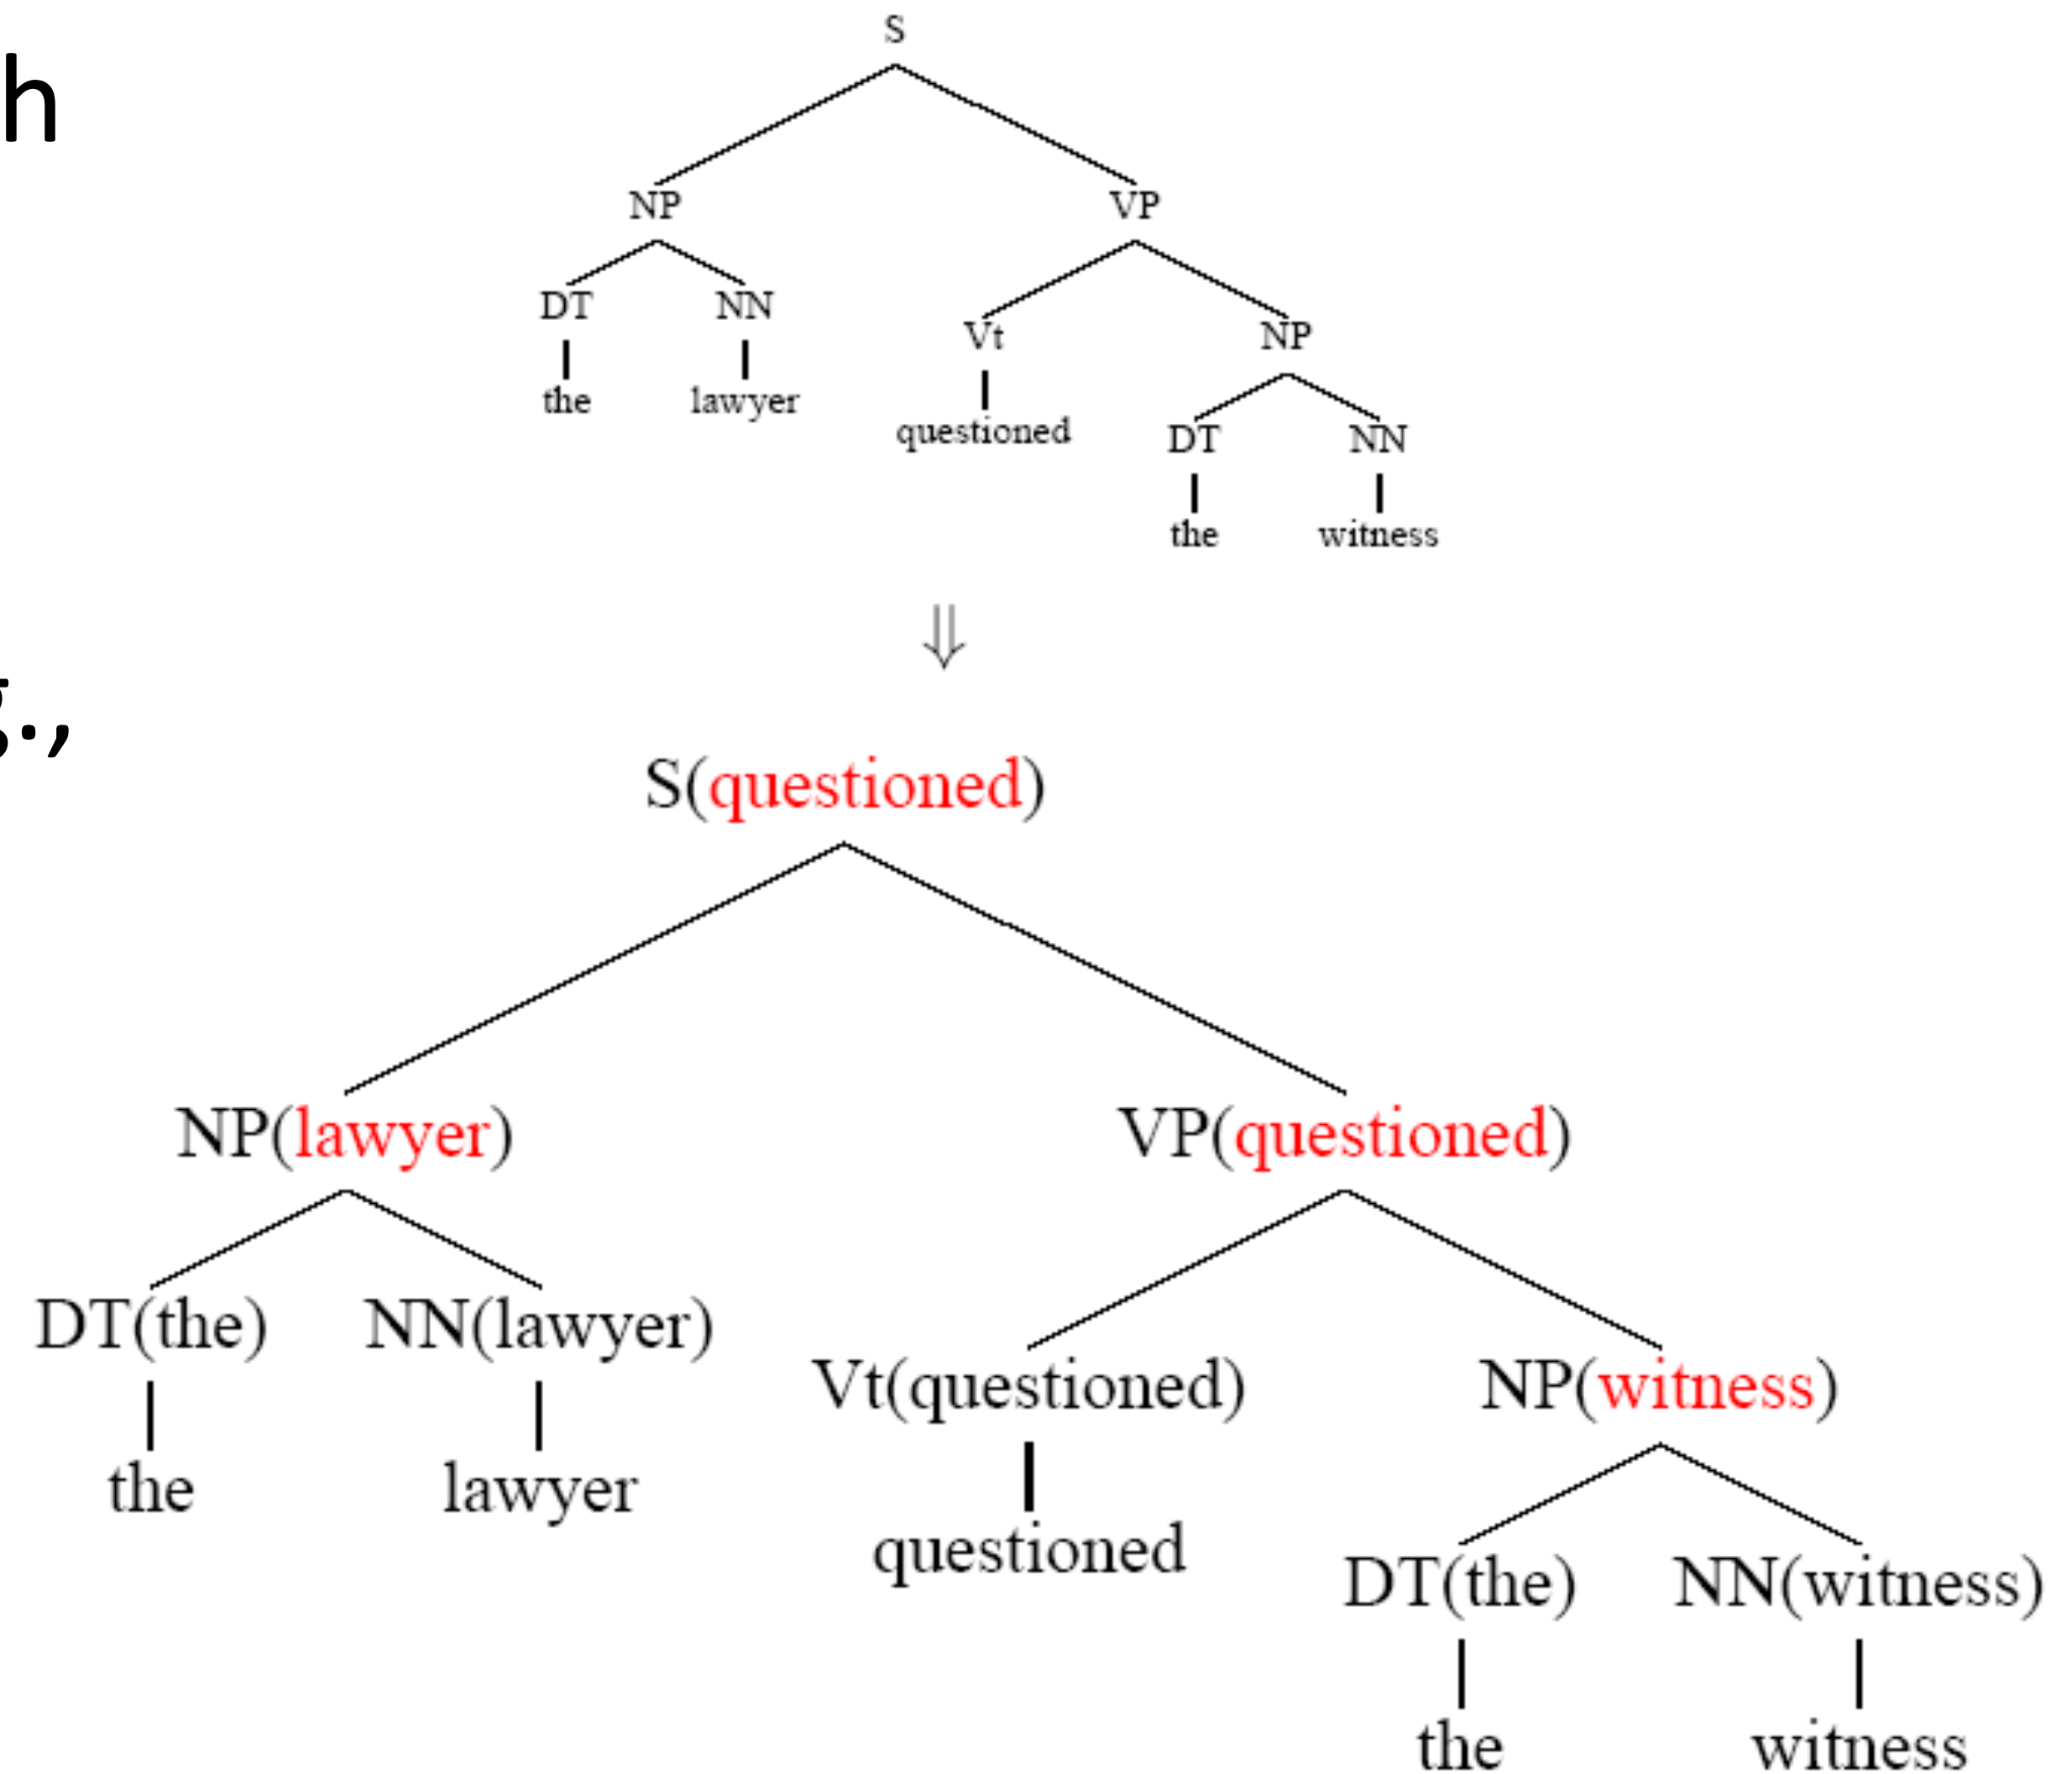 h
S
NP VP
DT NN
Vt NP
the lawyer
questioned DT NN
the witness
⇓
g.,
S(questioned)
NP(lawyer) VP(questioned)
DT(the) NN(lawyer)
Vt(questioned) NP(witness)
the lawyer
questioned
DT(the) NN(witness)
the witness